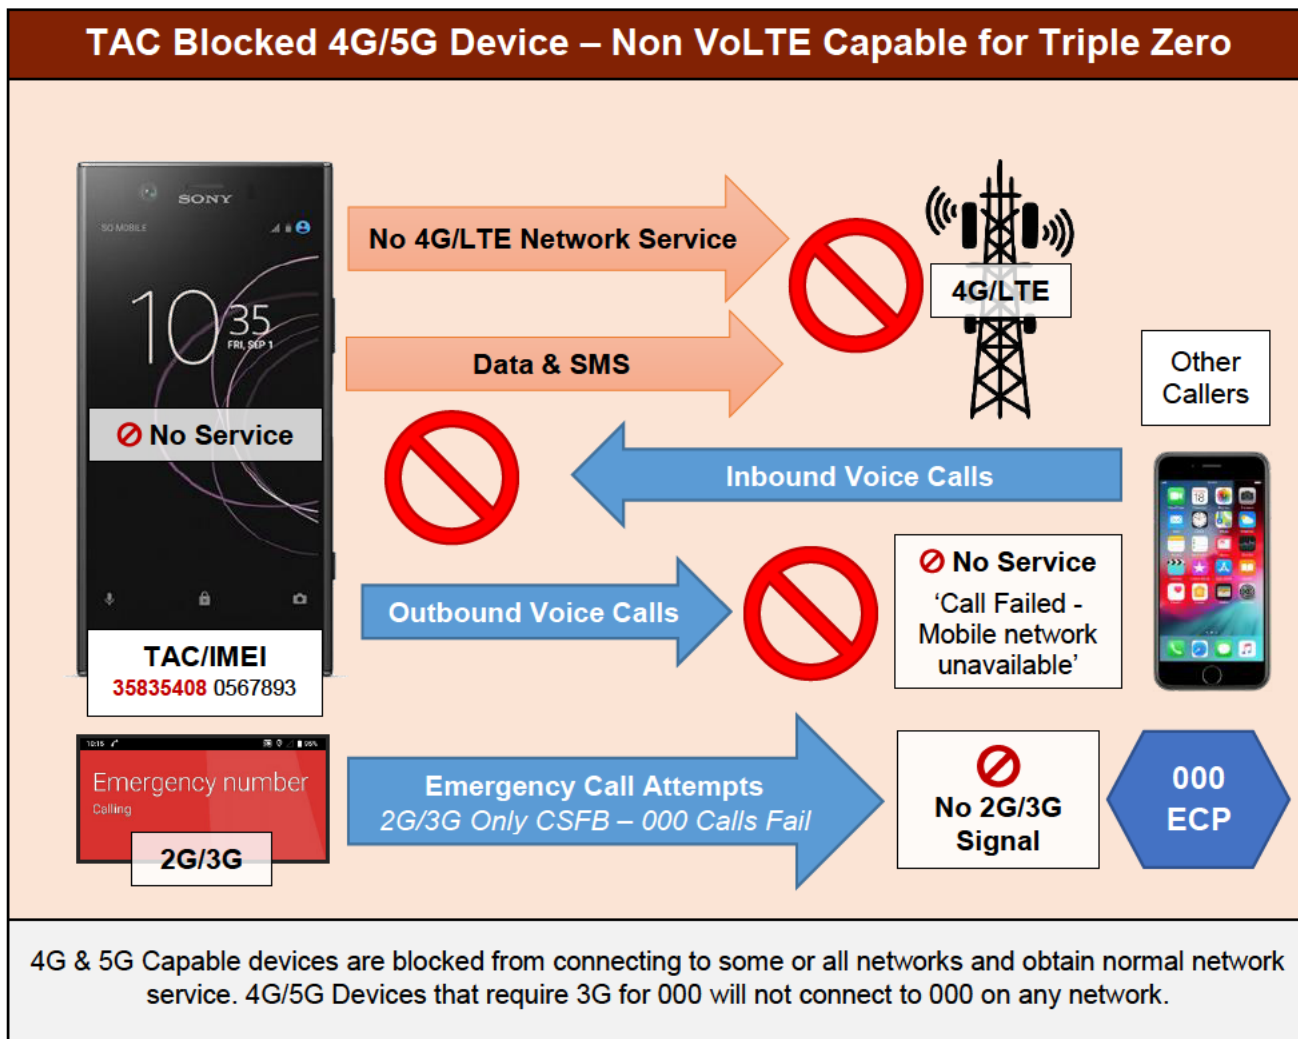 TAC Blocked 4G/5G Device – Non VoLTE Capable for Triple Zero
SONY
SO MOBILE
10
35
FRI, SEP 1
No Service
TAC/IMEI
35835408 0567893
No 4G/LTE Network Service
4G/LTE
Data & SMS
Other
Callers
Inbound Voice Calls
Outbound Voice Calls
No Service
‘Call Failed -
Mobile network
unavailable’
10:15
95%
Emergency number
Calling
2G/3G
Emergency Call Attempts
2G/3G Only CSFB – 000 Calls Fail
No 2G/3G
Signal
000
ECP
4G & 5G Capable devices are blocked from connecting to some or all networks and obtain normal network
service. 4G/5G Devices that require 3G for 000 will not connect to 000 on any network.